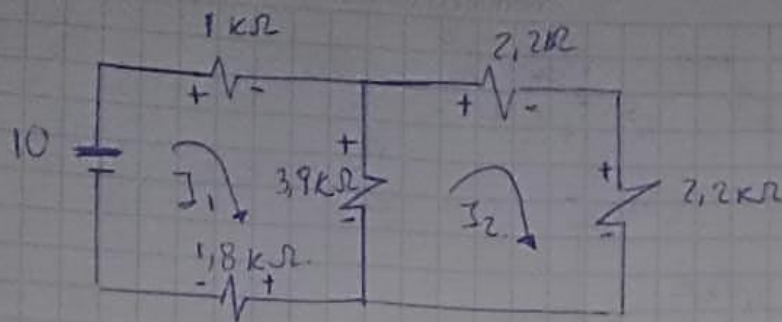 1 kΩ
2,2kΩ
+ -
+ -
10
+
+
I₁
3,9kΩ
I₂
2,2kΩ
-
-
1,8 kΩ.
- +